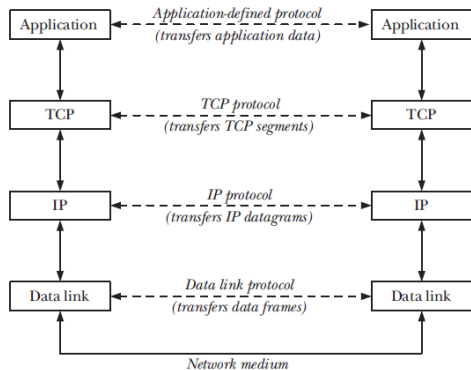 Application-defined protocol
Application
Application
(transfers application data)
TCP protocol
TCP
TCP
(transfers TCP segments)
IP protocol
IP
IP
(transfers IP datagrams)
Data link protocol
Data link
Data link
(transfers data frames)
Network medium